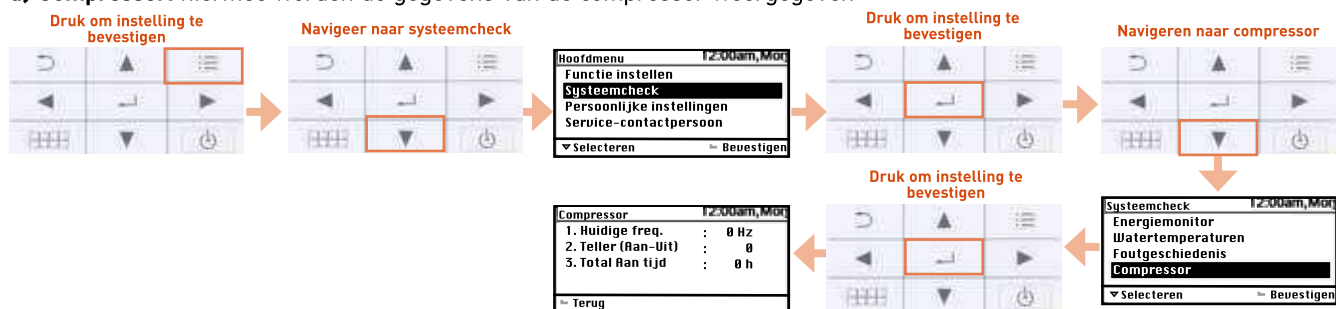 Druk om instelling te
bevestigen
Navigeer naar systeemcheck
Hoofdmenu 12:00am,Mon
Functie instellen
Systeemcheck
Persoonlijke instellingen
Service-contactpersoon
▼Selecteren Bevestigen
Druk om instelling te
bevestigen
Navigeren naar compressor
Systeemcheck 12:00am,Mon
Energiemonitor
Watertemperaturen
Foutgeschiedenis
Compressor
▼Selecteren Bevestigen
Druk om instelling te
bevestigen
Compressor 12:00am,Mon
1. Huidige freq. : 0 Hz
2. Teller (Aan-Uit) : 0
3. Total Aan tijd : 0 h
Terug